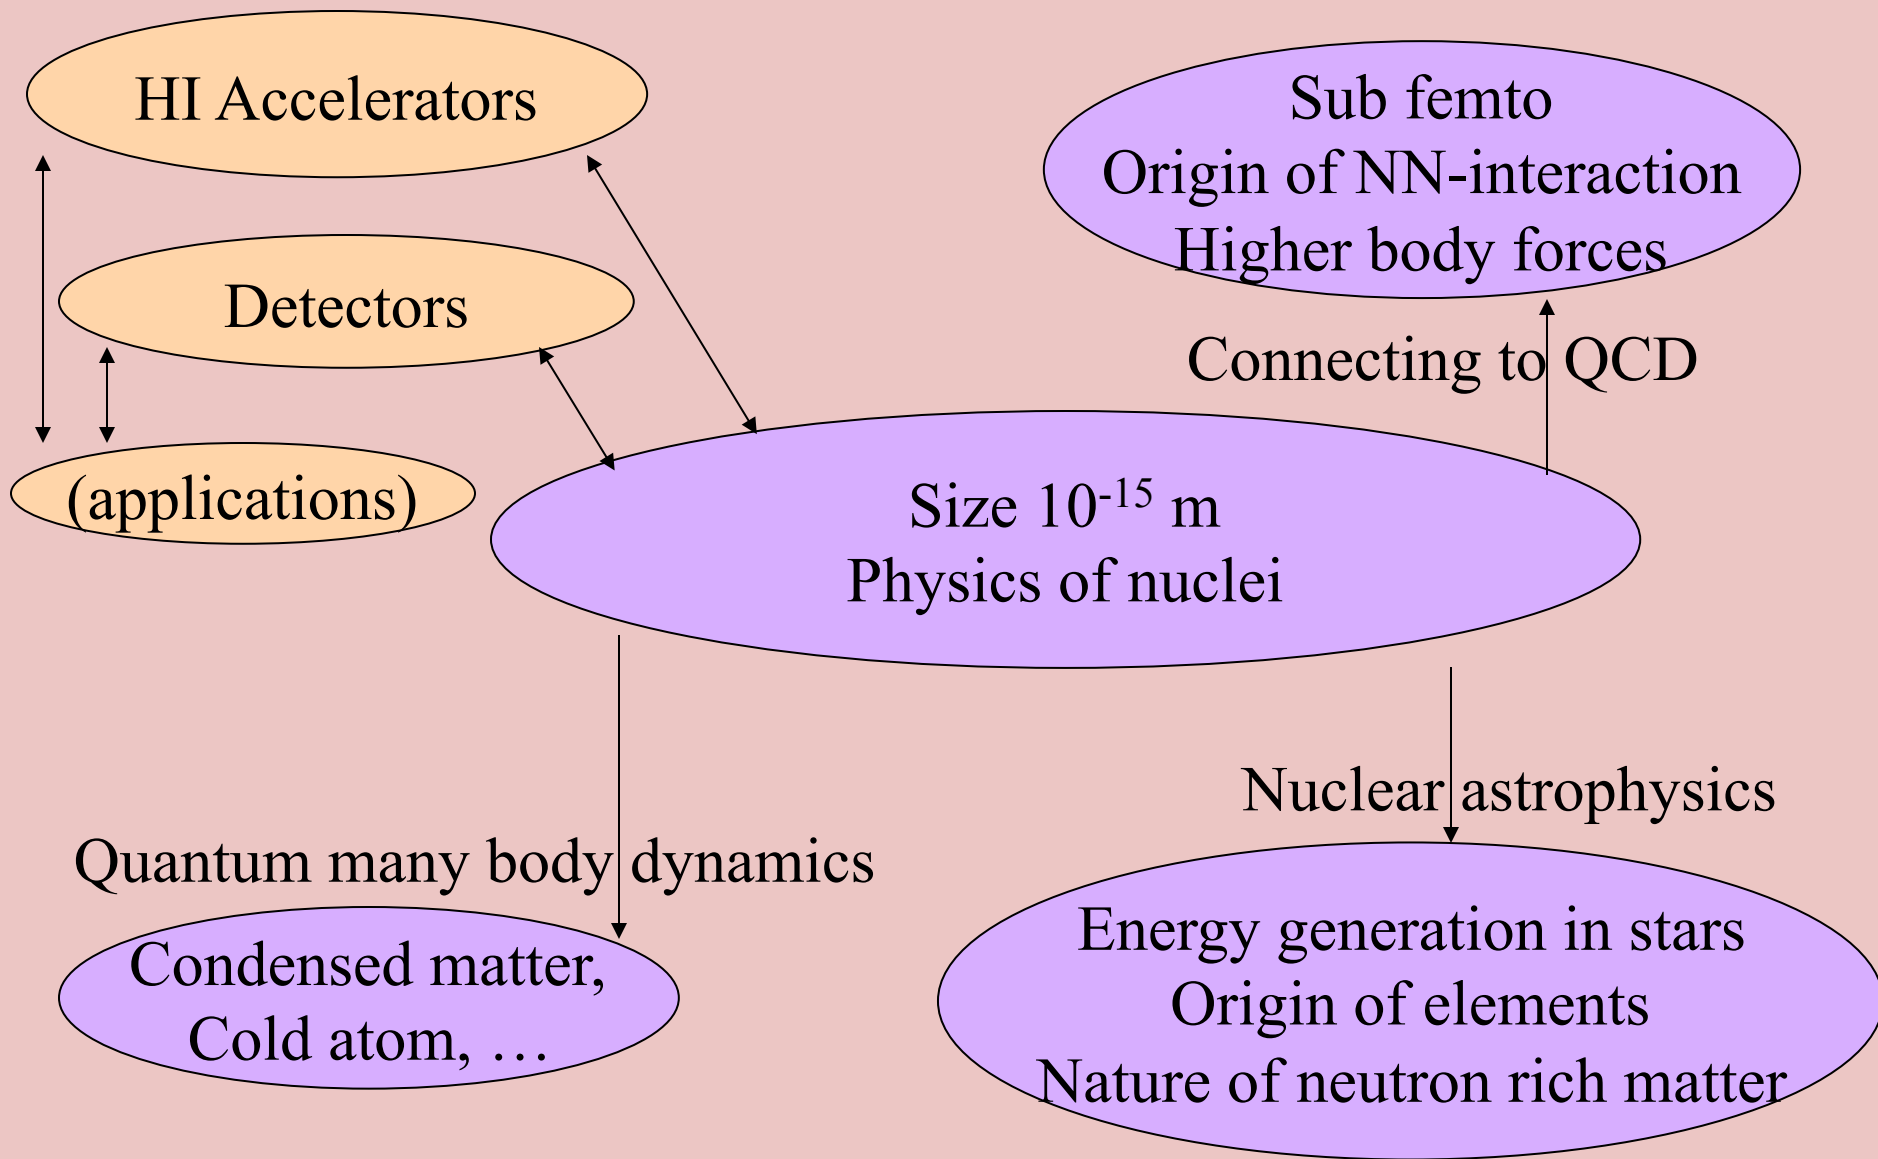 HI Accelerators
Detectors
(applications)
Sub femto
Origin of NN-interaction
Higher body forces
Connecting to QCD
Size 10⁻¹⁵ m
Physics of nuclei
Quantum many body dynamics
Condensed matter,
Cold atom, …
Nuclear astrophysics
Energy generation in stars
Origin of elements
Nature of neutron rich matter